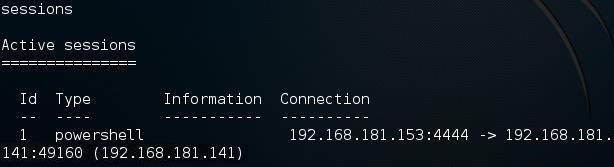 sessions
Active sessions
===============
Id  Type        Information  Connection
--  ----        -----------  ----------
1   powershell               192.168.181.153:4444 -> 192.168.181.
141:49160 (192.168.181.141)